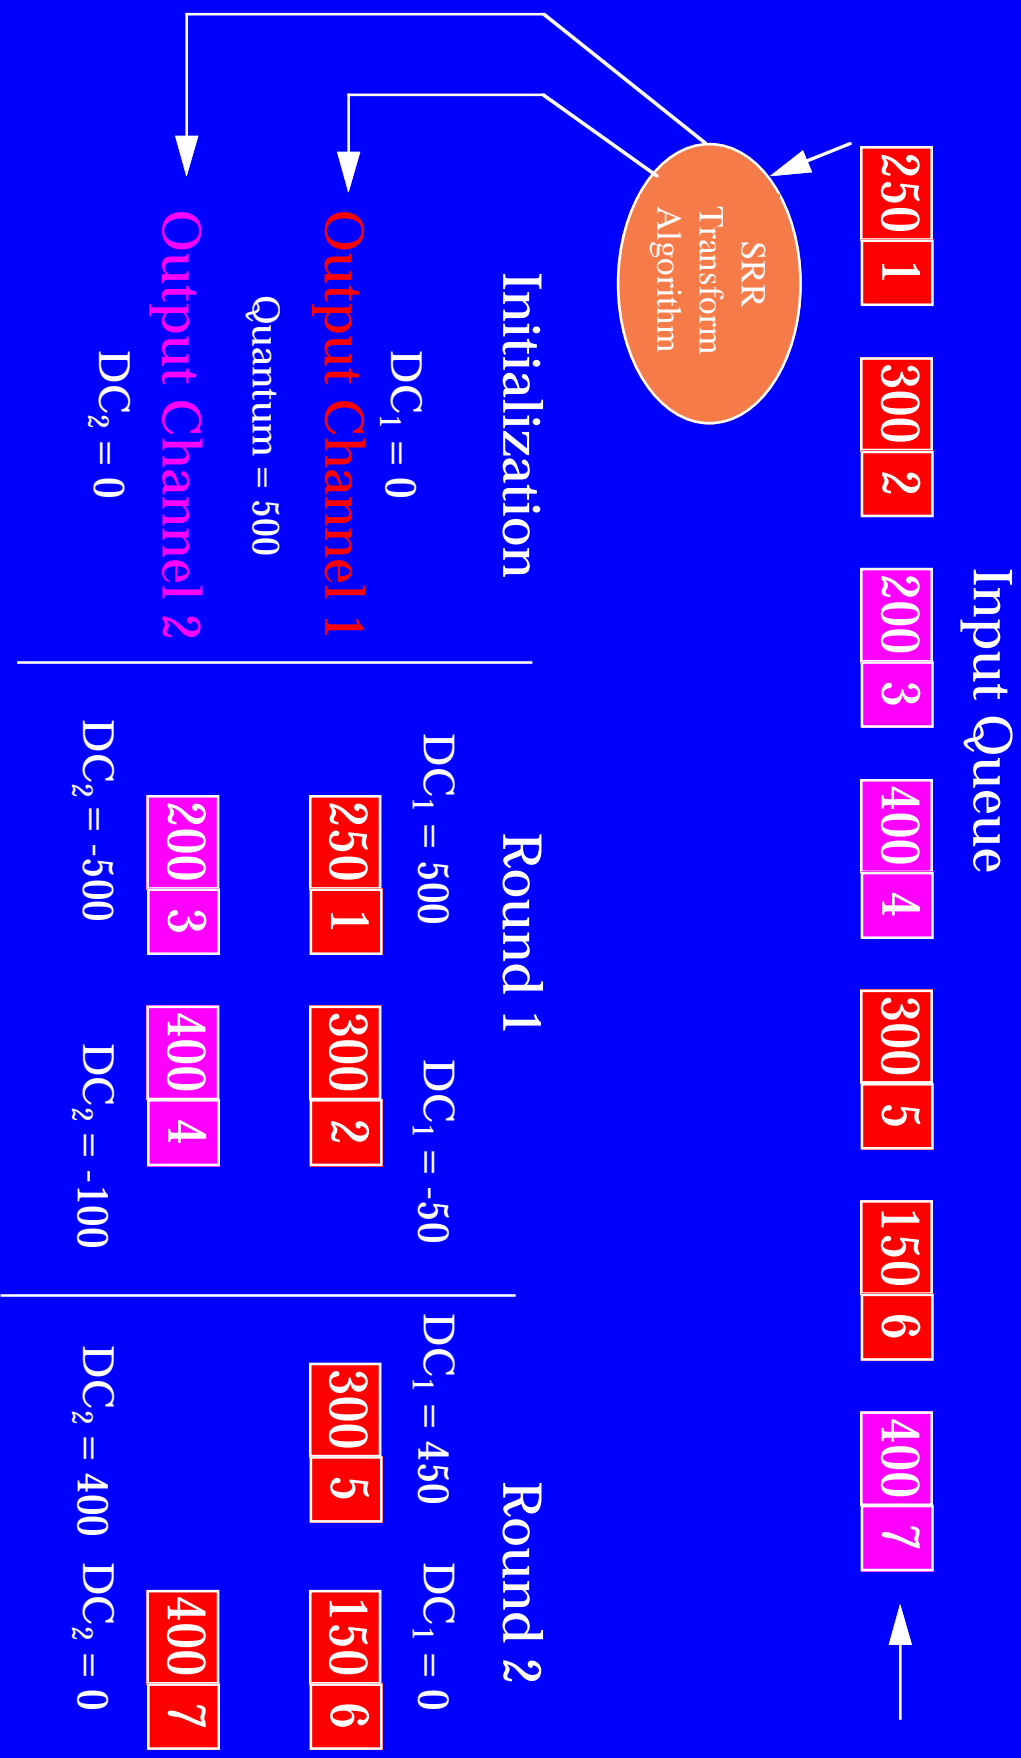 Input Queue
250 1
300 2
200 3
400 4
300 5
150 6
400 7
SRR
Transform
Algorithm
Initialization
DC1 = 0
Output Channel 1
Quantum = 500
Output Channel 2
DC2 = 0
Round 1
DC1 = 500
DC1 = -50
250 1
300 2
200 3
400 4
DC2 = -500
DC2 = -100
Round 2
DC1 = 450
DC1 = 0
300 5
150 6
400 7
DC2 = 400
DC2 = 0